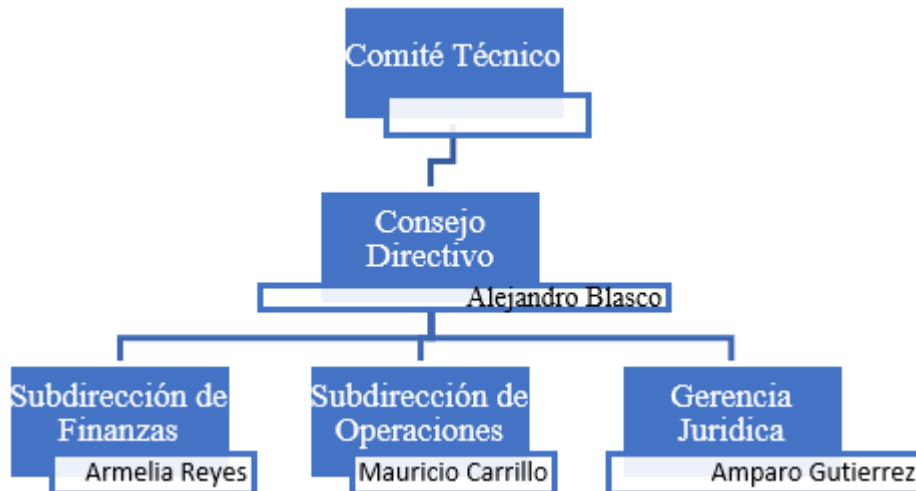 Comité Técnico
Consejo
Directivo
Alejandro Blasco
Subdirección de
Finanzas
Armelia Reyes
Subdirección de
Operaciones
Mauricio Carrillo
Gerencia
Juridica
Amparo Gutierrez